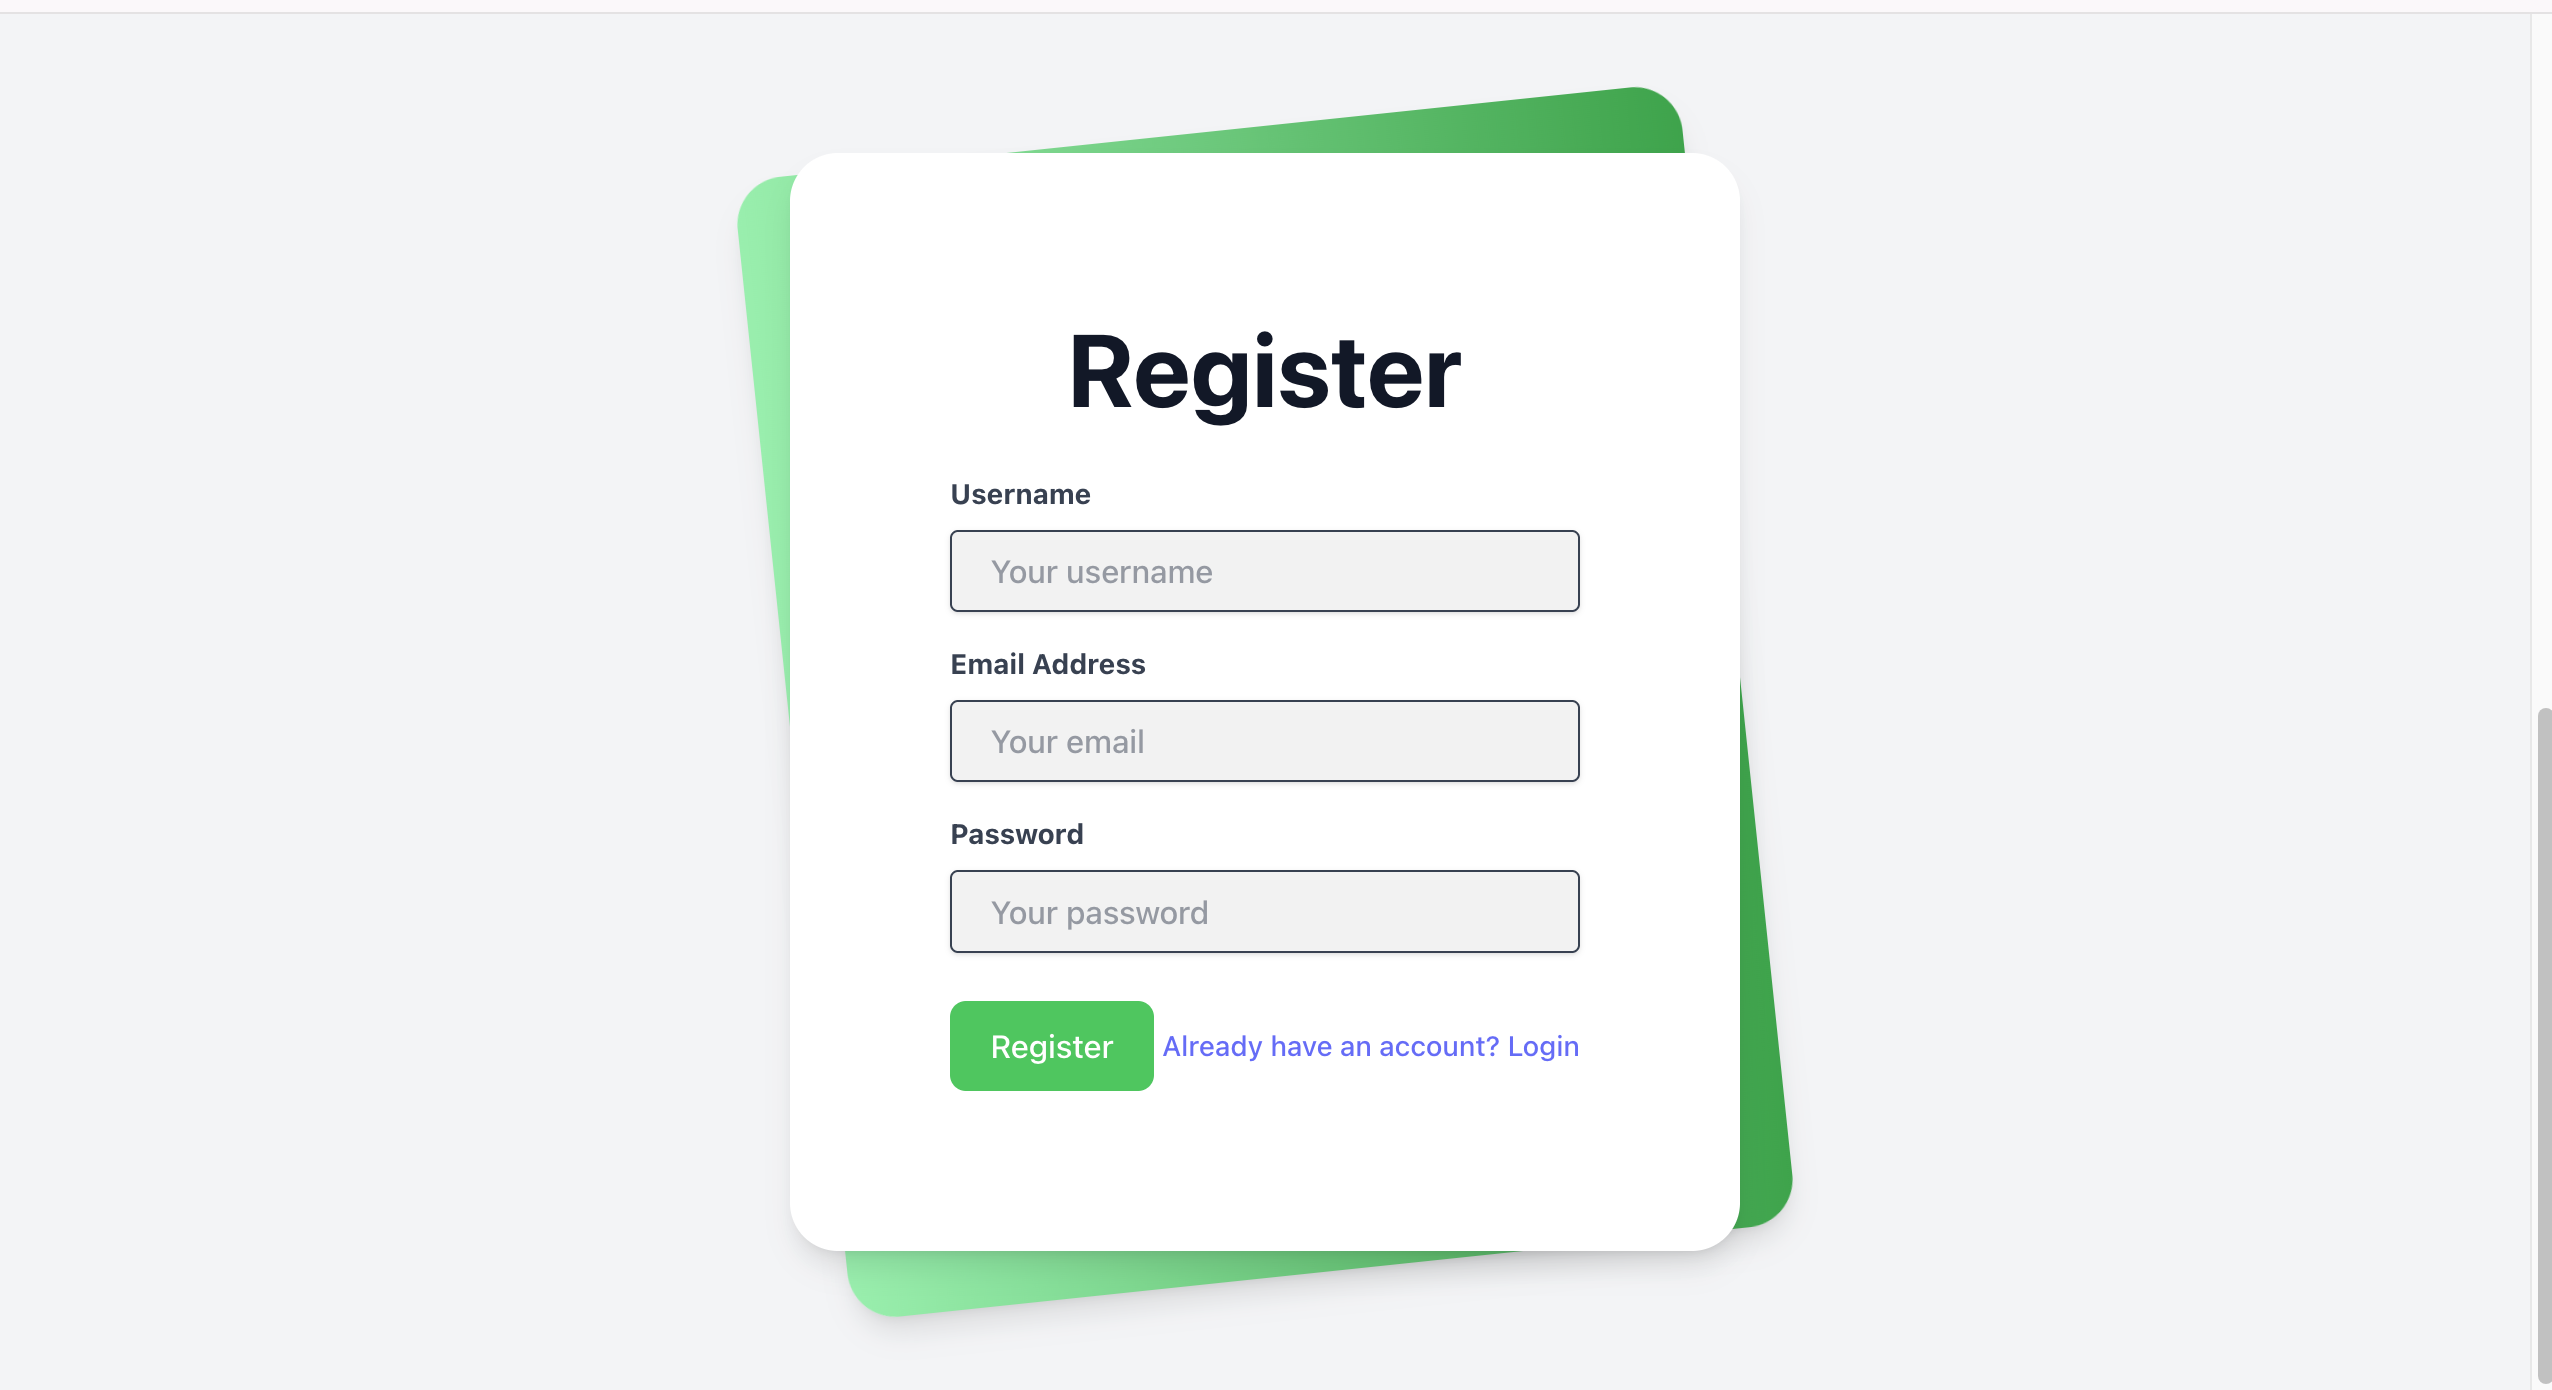 Register
Username
Your username
Email Address
Your email
Password
Your password
Register
Already have an account? Login